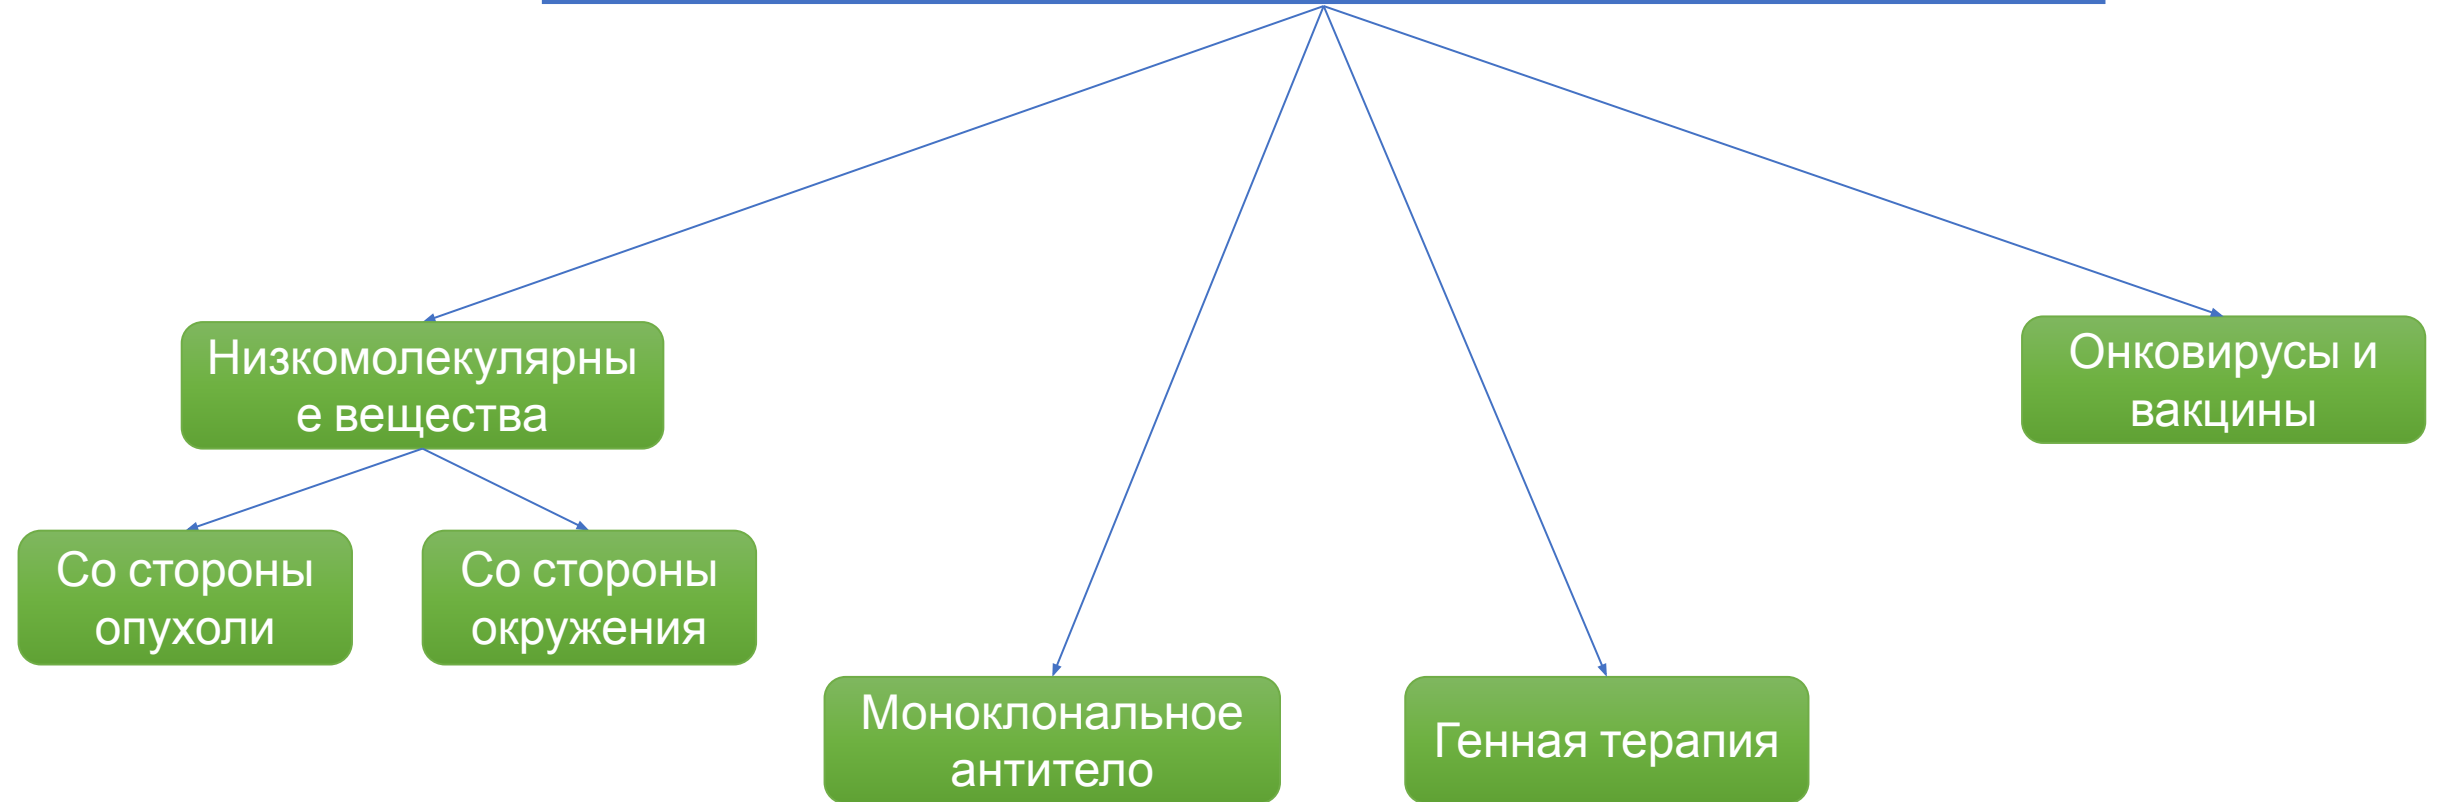 Низкомолекулярны
е вещества
Онковирусы и
вакцины
Со стороны
опухоли
Со стороны
окружения
Моноклональное
антитело
Генная терапия